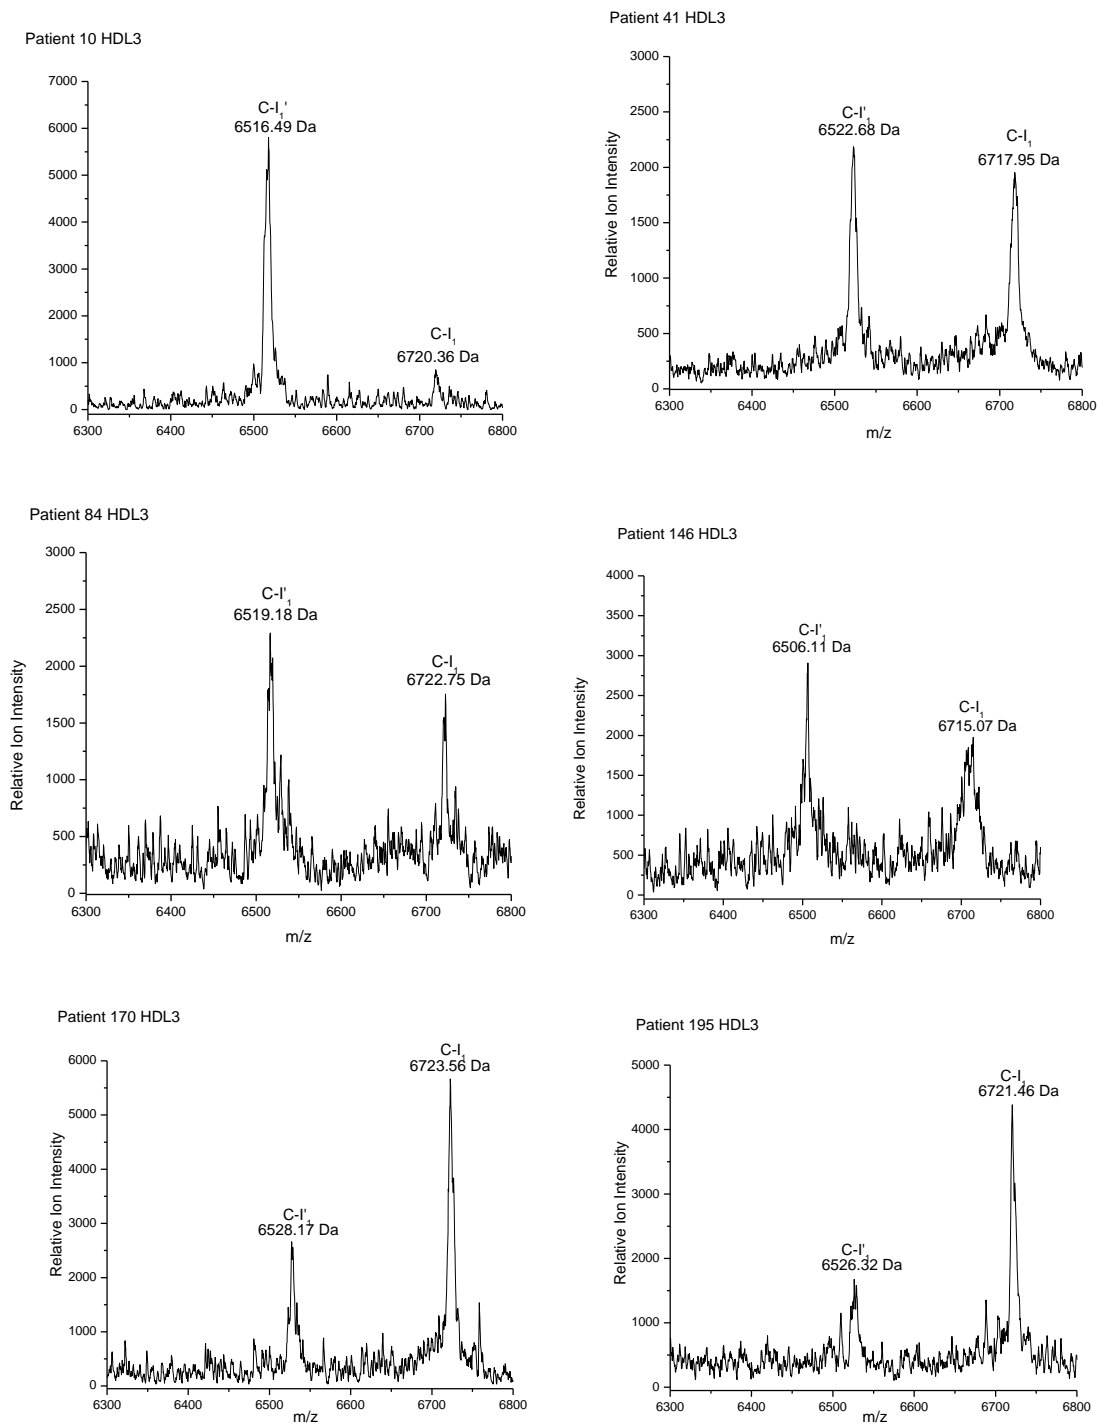 Patient 10 HDL3
7000
6000
5000
4000
3000
2000
1000
0
C-I1'
6516.49 Da
C-I1
6720.36 Da
6300 6400 6500 6600 6700 6800
Patient 41 HDL3
Relative Ion Intensity
3000
2500
2000
1500
1000
500
0
C-I'1
6522.68 Da
C-I1
6717.95 Da
6300 6400 6500 6600 6700 6800
m/z
Patient 84 HDL3
Relative Ion Intensity
3000
2500
2000
1500
1000
500
0
C-I'1
6519.18 Da
C-I1
6722.75 Da
6300 6400 6500 6600 6700 6800
m/z
Patient 146 HDL3
Relative Ion Intensity
4000
3500
3000
2500
2000
1500
1000
500
0
C-I'1
6506.11 Da
C-I1
6715.07 Da
6300 6400 6500 6600 6700 6800
m/z
Patient 170 HDL3
Relative Ion Intensity
6000
5000
4000
3000
2000
1000
0
C-I'1
6528.17 Da
C-I1
6723.56 Da
6300 6400 6500 6600 6700 6800
m/z
Patient 195 HDL3
Relative Ion Intensity
5000
4000
3000
2000
1000
0
C-I'1
6526.32 Da
C-I1
6721.46 Da
6300 6400 6500 6600 6700 6800
m/z